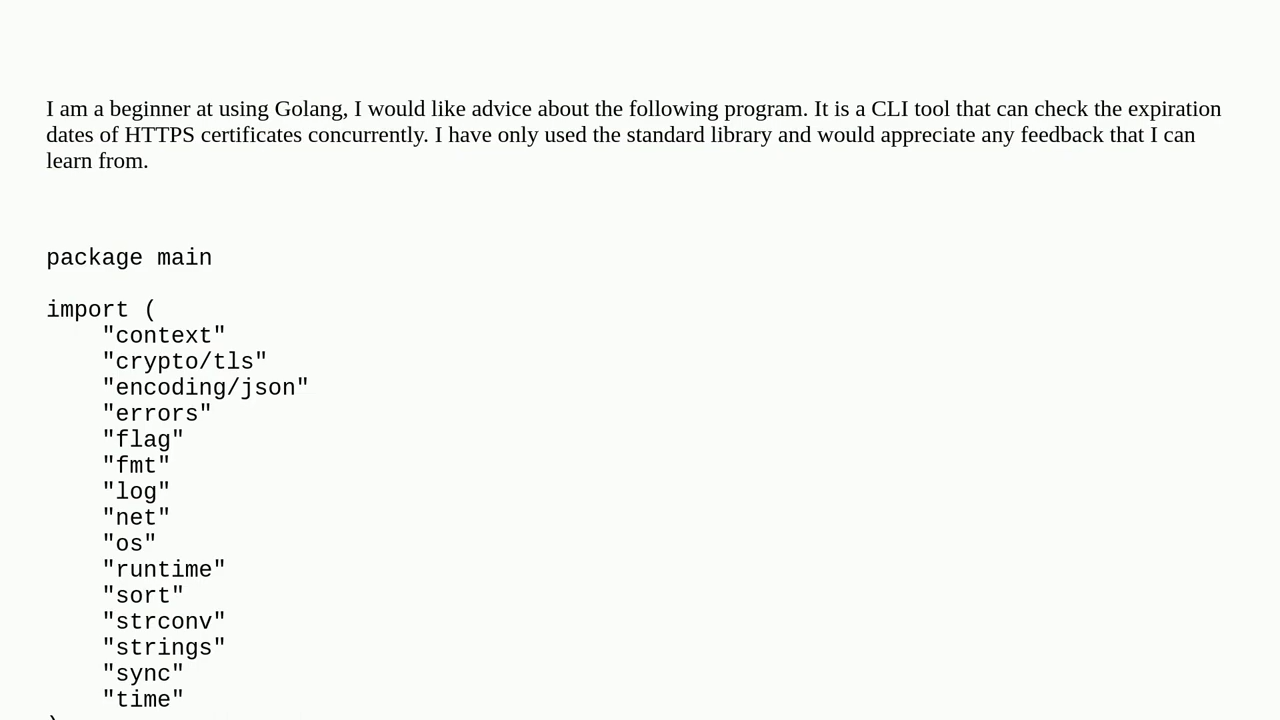 I am a beginner at using Golang, I would like advice about the following program. It is a CLI tool that can check the expiration
dates of HTTPS certificates concurrently. I have only used the standard library and would appreciate any feedback that I can
learn from.
package main
import (
    "context"
    "crypto/tls"
    "encoding/json"
    "errors"
    "flag"
    "fmt"
    "log"
    "net"
    "os"
    "runtime"
    "sort"
    "strconv"
    "strings"
    "sync"
    "time"
)